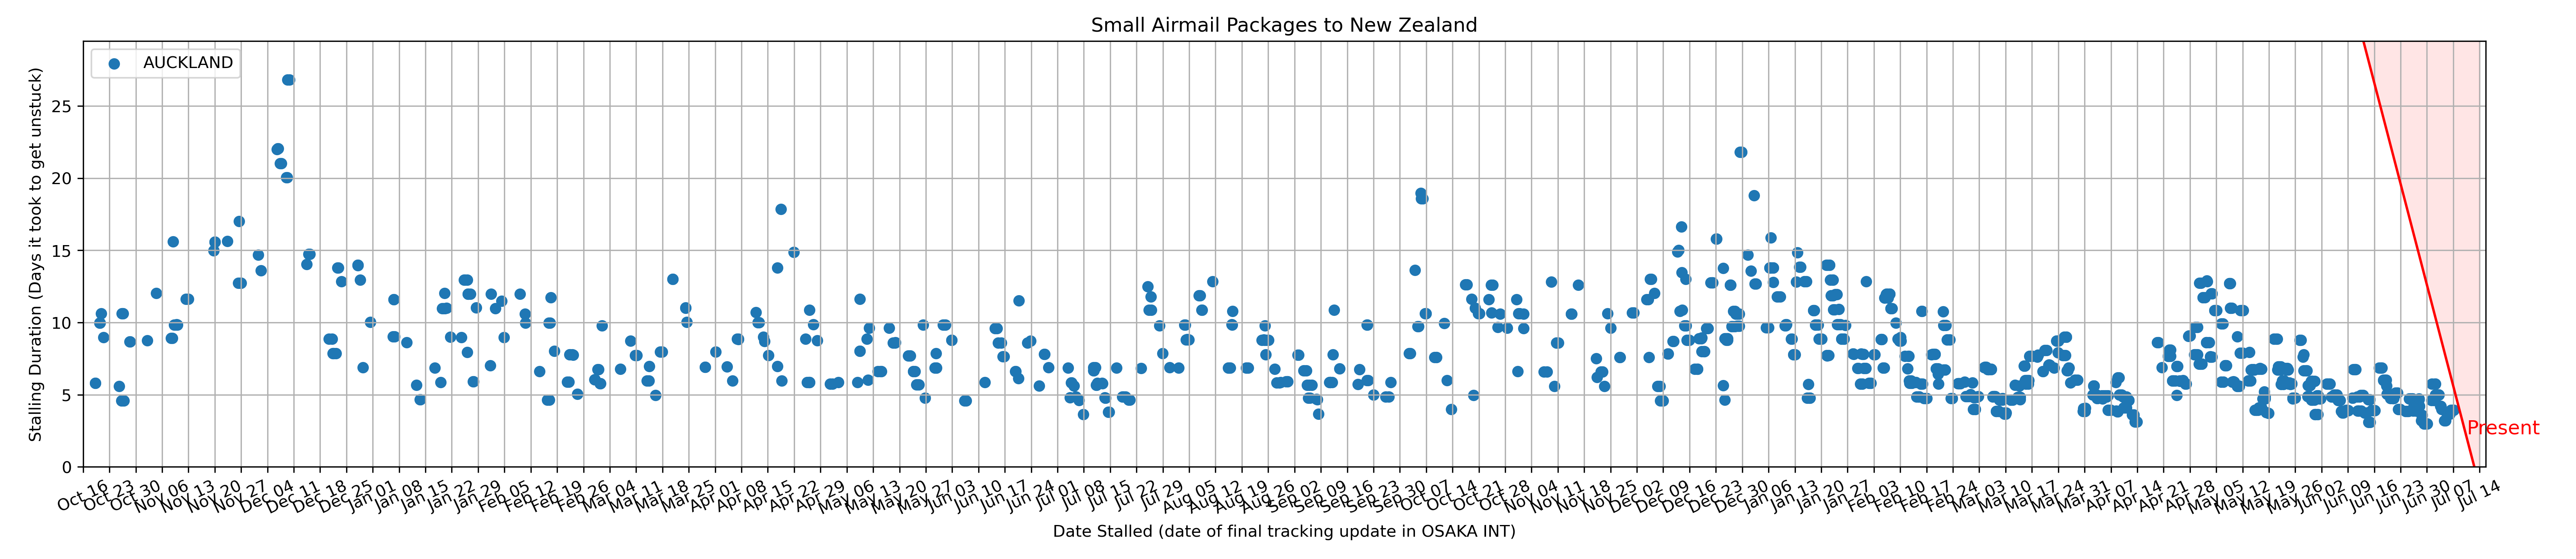 Small Airmail Packages to New Zealand
AUCKLAND
Stalling Duration (Days it took to get unstuck)
25
20
15
10
5
0
Present
Oct 16 Oct 23 Oct 30 Nov 06 Nov 13 Nov 20 Nov 27 Dec 04 Dec 11 Dec 18 Dec 25 Jan 01 Jan 08 Jan 15 Jan 22 Jan 29 Feb 05 Feb 12 Feb 19 Feb 26 Mar 04 Mar 11 Mar 18 Mar 25 Apr 01 Apr 08 Apr 15 Apr 22 Apr 29 May 06 May 13 May 20 May 27 Jun 03 Jun 10 Jun 17 Jun 24 Jul 01 Jul 08 Jul 15 Jul 22 Jul 29 Aug 05 Aug 12 Aug 19 Aug 26 Sep 02 Sep 09 Sep 16 Sep 23 Sep 30 Oct 07 Oct 14 Oct 21 Oct 28 Nov 04 Nov 11 Nov 18 Nov 25 Dec 02 Dec 09 Dec 16 Dec 23 Dec 30 Jan 06 Jan 13 Jan 20 Jan 27 Feb 03 Feb 10 Feb 17 Feb 24 Mar 03 Mar 10 Mar 17 Mar 24 Mar 31 Apr 07 Apr 14 Apr 21 Apr 28 May 05 May 12 May 19 May 26 Jun 02 Jun 09 Jun 16 Jun 23 Jun 30 Jul 07 Jul 14
Date Stalled (date of final tracking update in OSAKA INT)